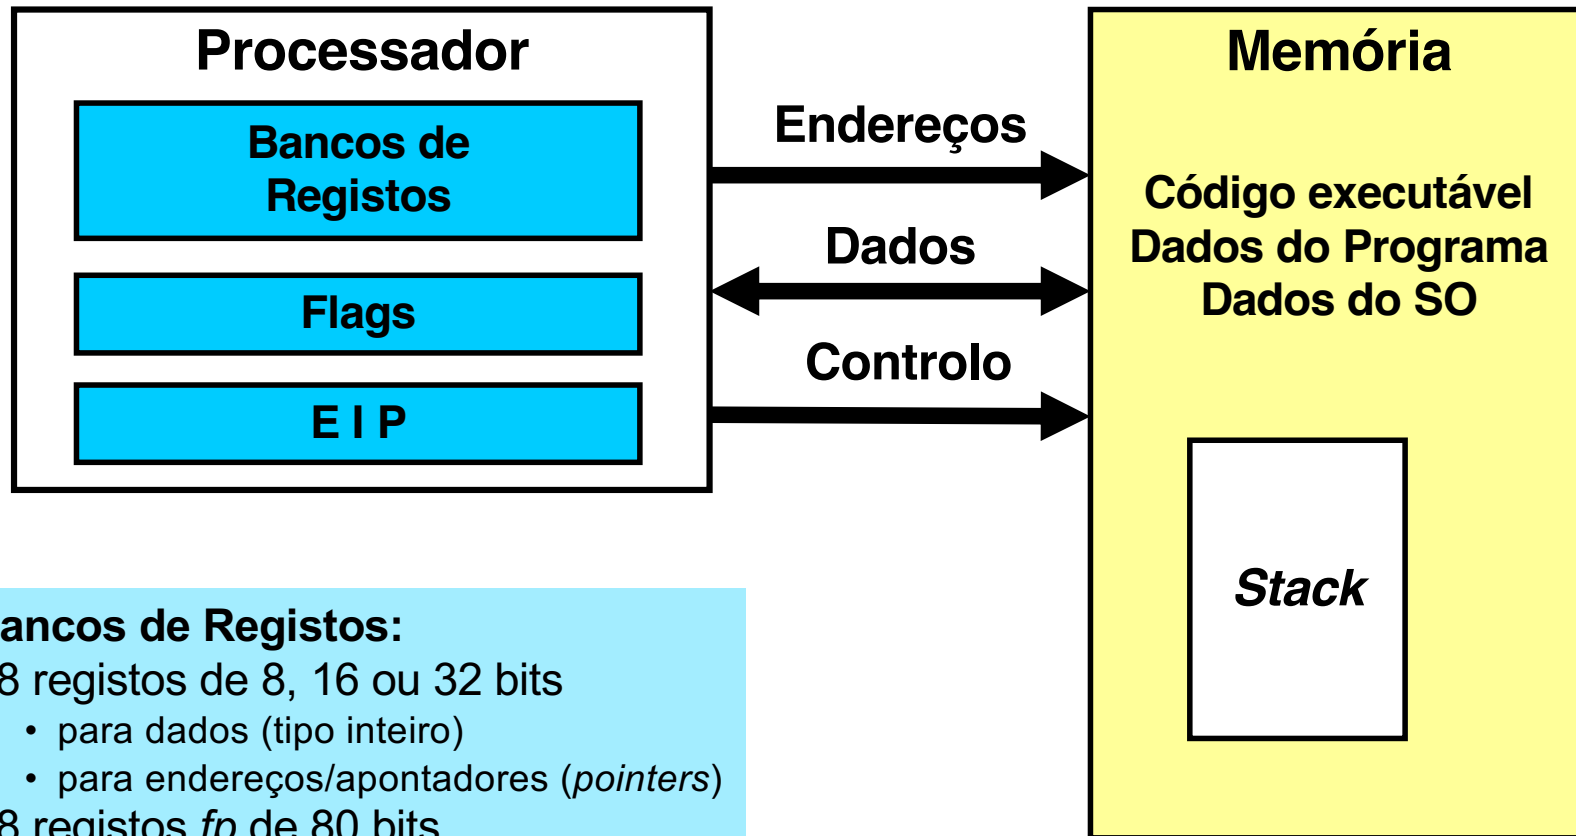 Processador
Bancos de
Registos
Flags
E I P
Endereços
Dados
Controlo
Memória
Código executável
Dados do Programa
Dados do SO
Stack
ancos de Registos:
8 registos de 8, 16 ou 32 bits
• para dados (tipo inteiro)
• para endereços/apontadores (pointers)
8 registos fp de 80 bits